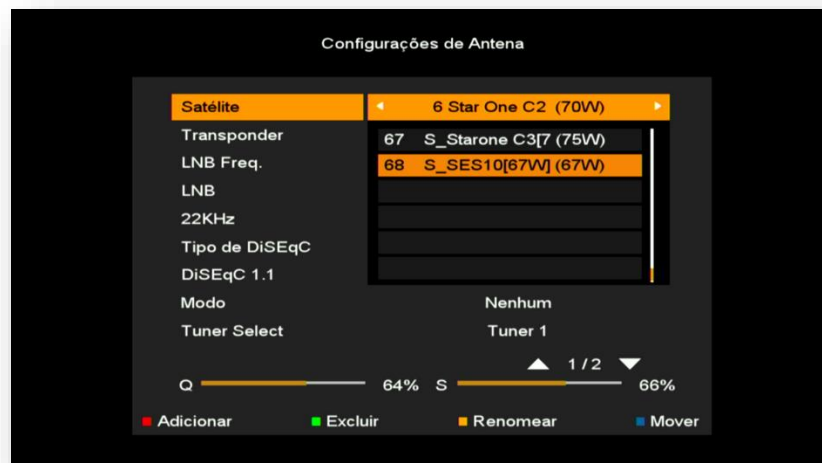 Configurações de Antena
Satélite 6 Star One C2 (70W)
Transponder 67 S_Starone C3[7 (75W)
LNB Freq. 68 S_SES10[67W] (67W)
LNB
22KHz
Tipo de DiSEqC
DiSEqC 1.1
Modo Nenhum
Tuner Select Tuner 1
1/2
Q 64% S 66%
Adicionar Excluir Renomear Mover